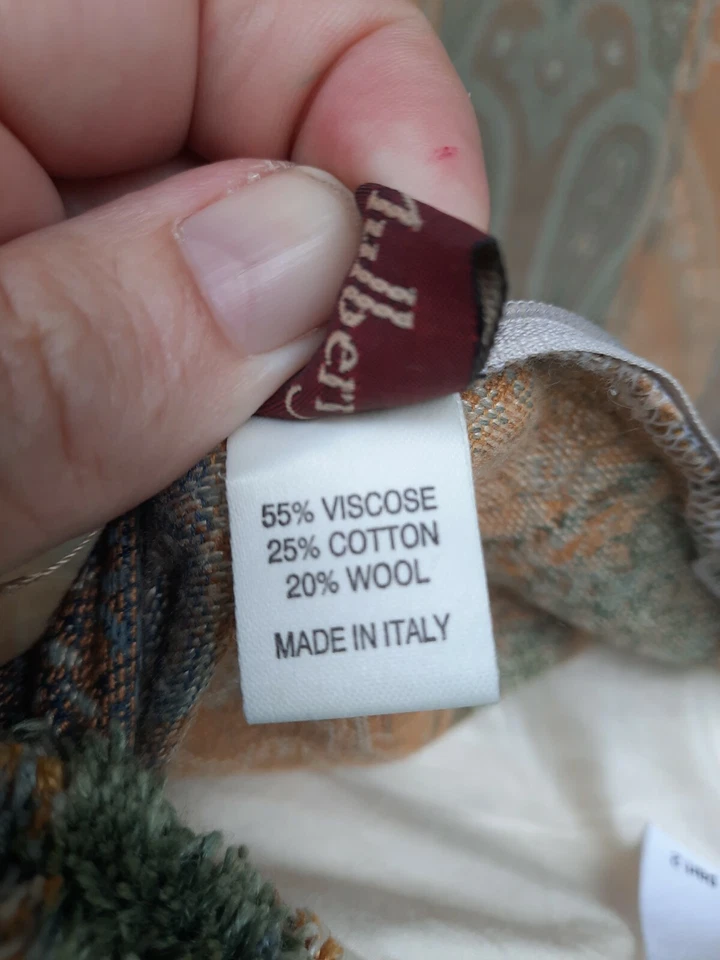 55% VISCOSE
25% COTTON
20% WOOL
MADE IN ITALY